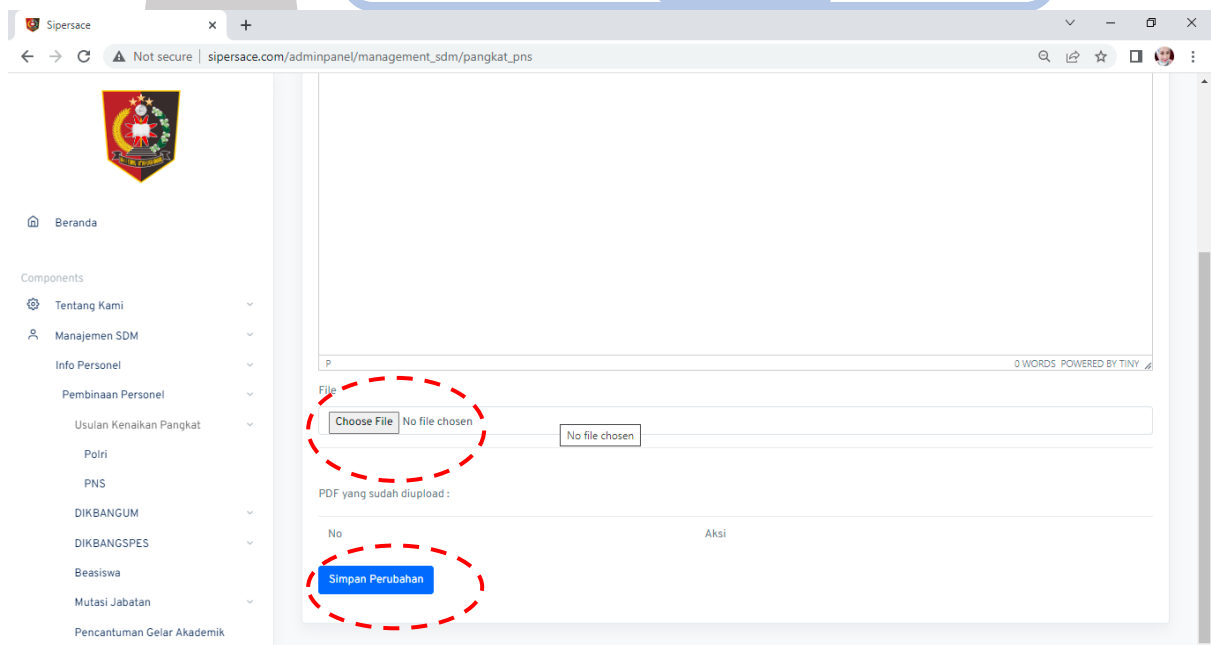 Sipersace
Not secure | sipersace.com/adminpanel/management_sdm/pangkat_pns
Beranda
Components
Tentang Kami
Manajemen SDM
Info Personel
Pembinaan Personel
Usulan Kenaikan Pangkat
Polri
PNS
DIKBANGUM
DIKBANGSPES
Beasiswa
Mutasi Jabatan
Pencantuman Gelar Akademik
P
0 WORDS POWERED BY TINY
File
Choose File No file chosen
No file chosen
PDF yang sudah diupload :
No Aksi
Simpan Perubahan